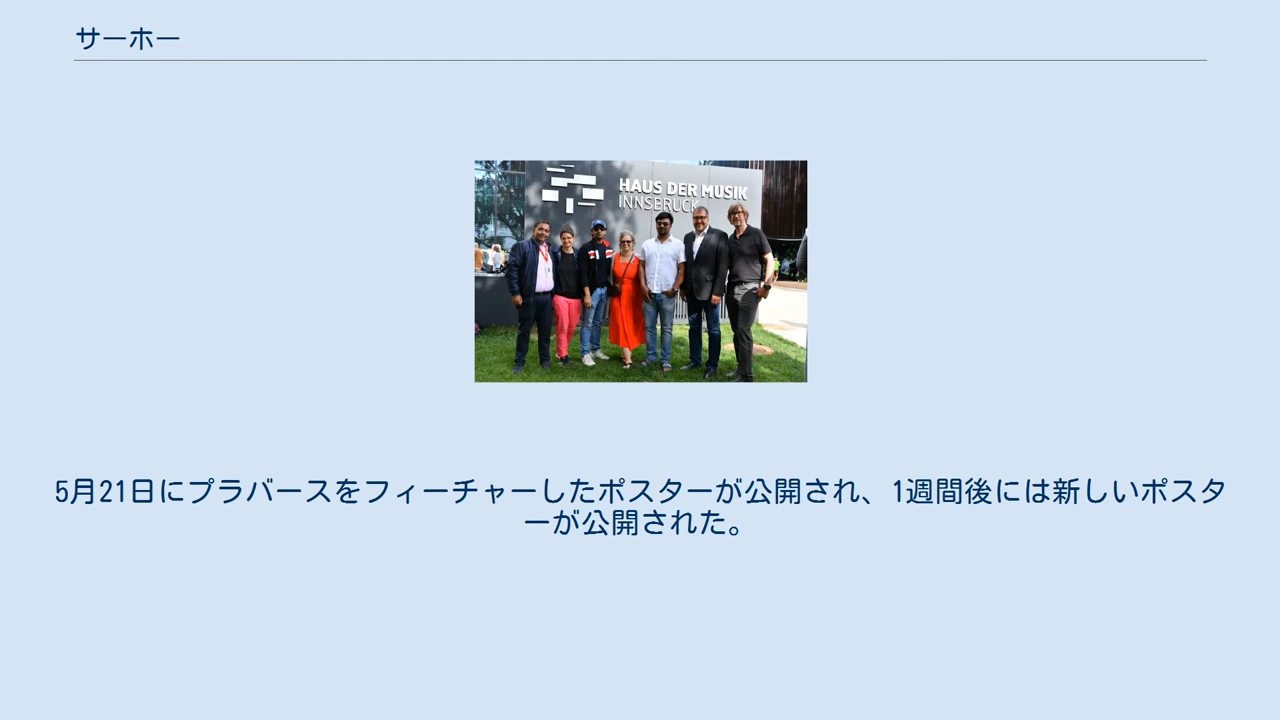 サーホー
HAUS DER MUSIK
INNSBRUCK
5月21日にプラバースをフィーチャーしたポスターが公開され、1週間後には新しいポスタ
ーが公開された。